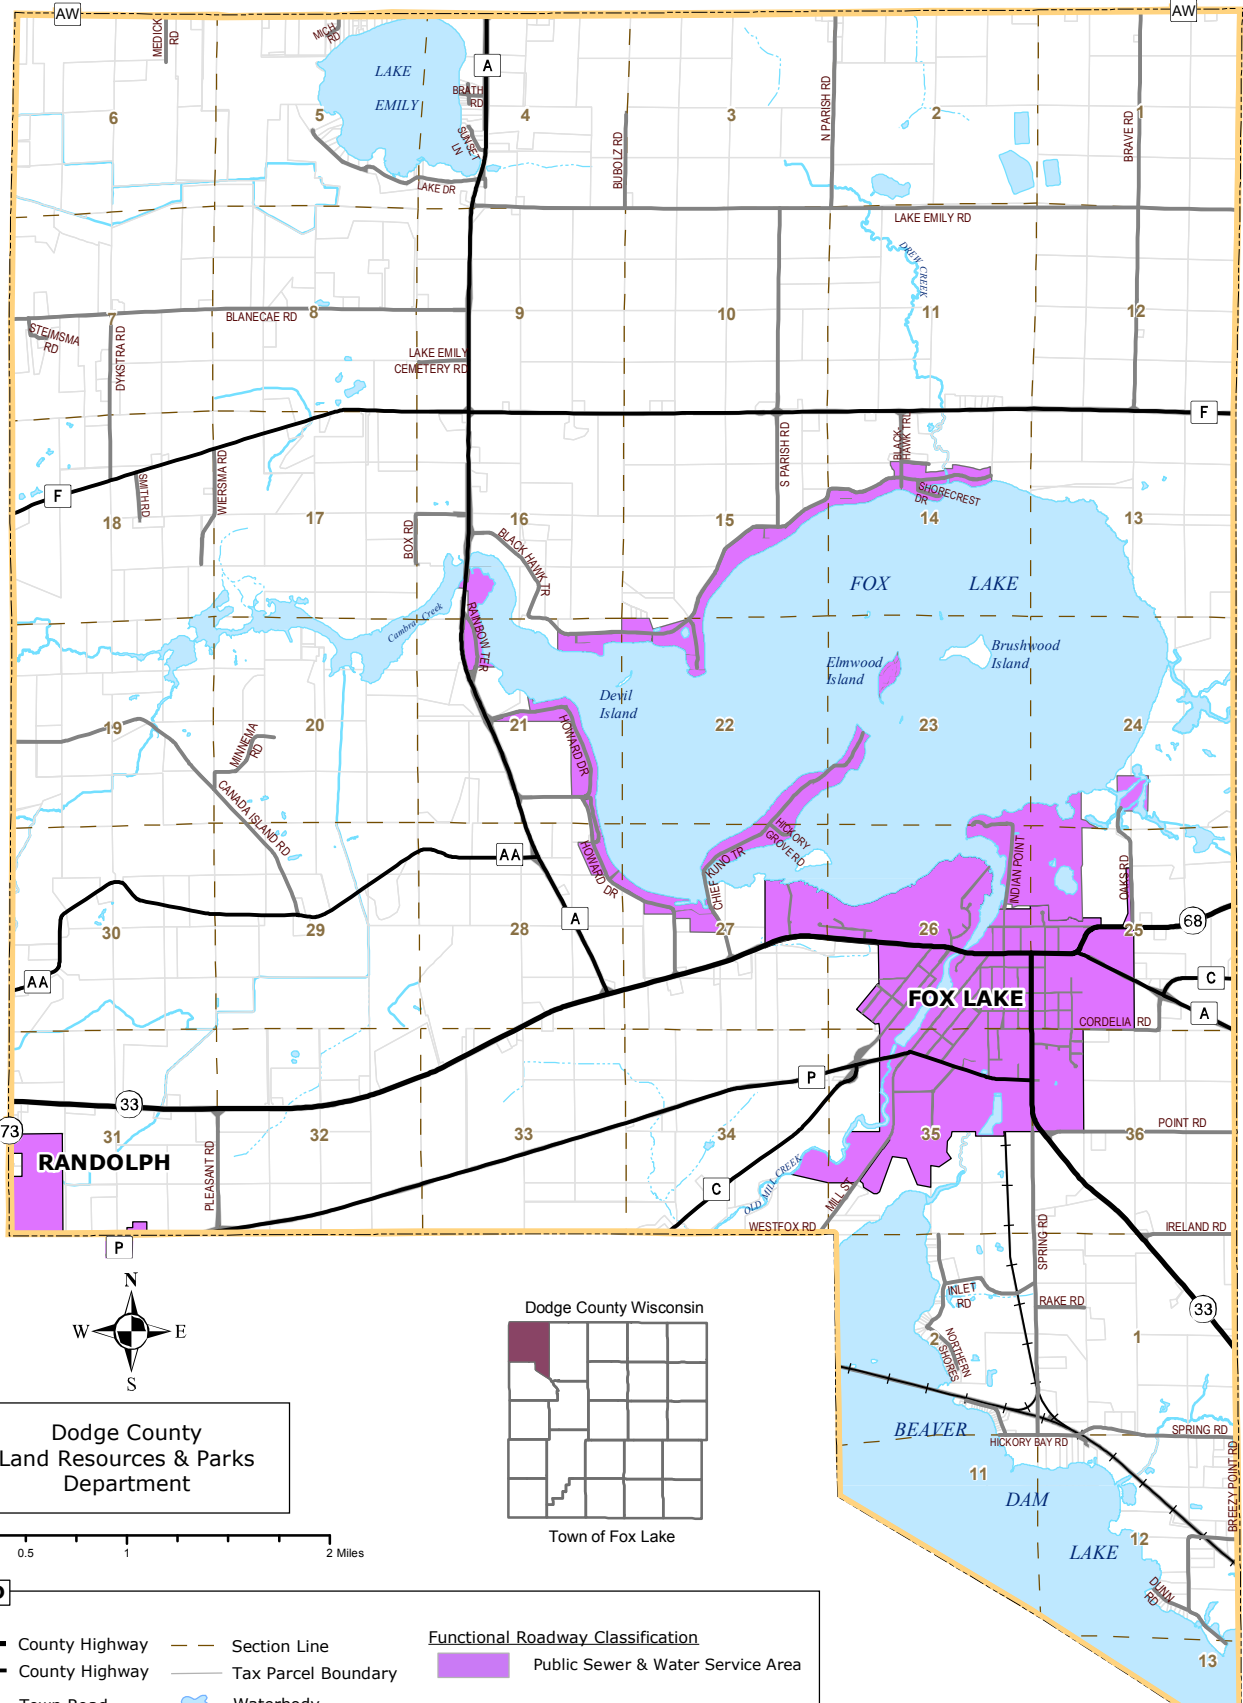 AW
AW
MEDICK
RD
MICH
RD
LAKE
EMILY
A
BRATH
RD
SUNSET
LN
LAKE DR
6
5
4
3
2
1
BUBOLZ RD
N PARISH RD
BRAVE RD
LAKE EMILY RD
DREW CREEK
7
8
9
10
11
12
BLANECAE RD
STEIMSMA
RD
DYKSTRA RD
LAKE EMILY
CEMETERY RD
F
F
SMITH RD
WIERSMA RD
BOX RD
S PARISH RD
BLACK
HAWK TRL
SHORECREST
DR
18
17
16
15
14
13
BLACK HAWK TR
FOX LAKE
Cambra Creek
RAINBOW TER
Brushwood
Island
Elmwood
Island
Devil
Island
19
20
21
22
23
24
MINNEMA
RD
HOWARD DR
CANADA ISLAND RD
HICKORY
GROVE RD
CHIEF KUNO TR
INDIAN POINT
OAKS RD
AA
HOWARD DR
A
30
29
28
27
26
25
68
AA
C
A
FOX LAKE
CORDELIA RD
P
33
73
31
32
33
34
35
36
POINT RD
RANDOLPH
PLEASANT RD
C
OLD MILL CREEK
MILL ST
WESTFOX RD
SPRING RD
IRELAND RD
P
INLET
RD
RAKE RD
33
2
1
NORTHERN
SHORES
BEAVER
DAM
LAKE
HICKORY BAY RD
SPRING RD
11
BREEZY POINT RD
12
DUNN
RD
13
N
W E
S
Dodge County Wisconsin
Town of Fox Lake
Dodge County
Land Resources & Parks
Department
0.5 1 2 Miles
County Highway
County Highway
Town Road
Section Line
Tax Parcel Boundary
Waterbody
Functional Roadway Classification
Public Sewer & Water Service Area